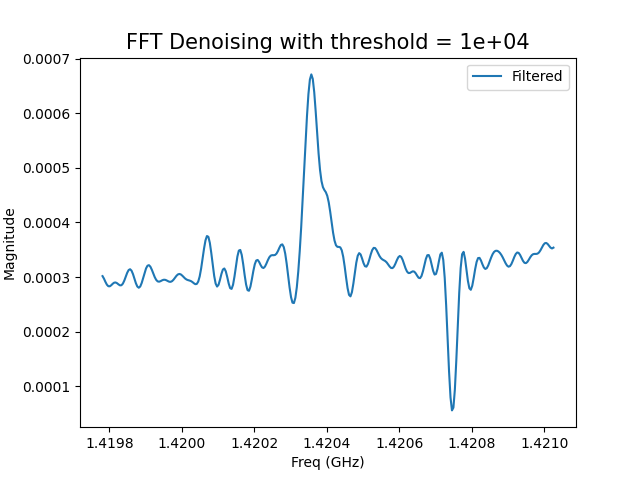 FFT Denoising with threshold = 1e+04
0.0007
0.0006
0.0005
0.0004
0.0003
0.0002
0.0001
Magnitude
Filtered
1.4198 1.4200 1.4202 1.4204 1.4206 1.4208 1.4210
Freq (GHz)